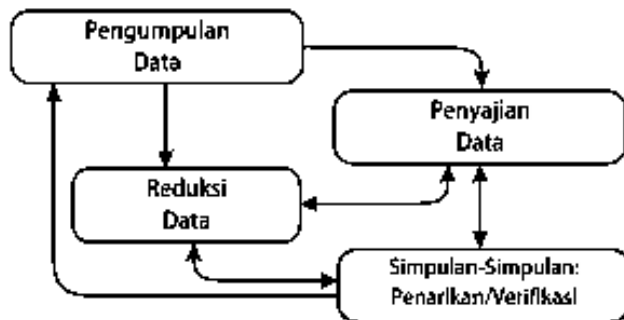 Pengumpulan
Data
Penyajian
Data
Reduksi
Data
Simpulan-Simpulan:
Penarikan/Verifikasi